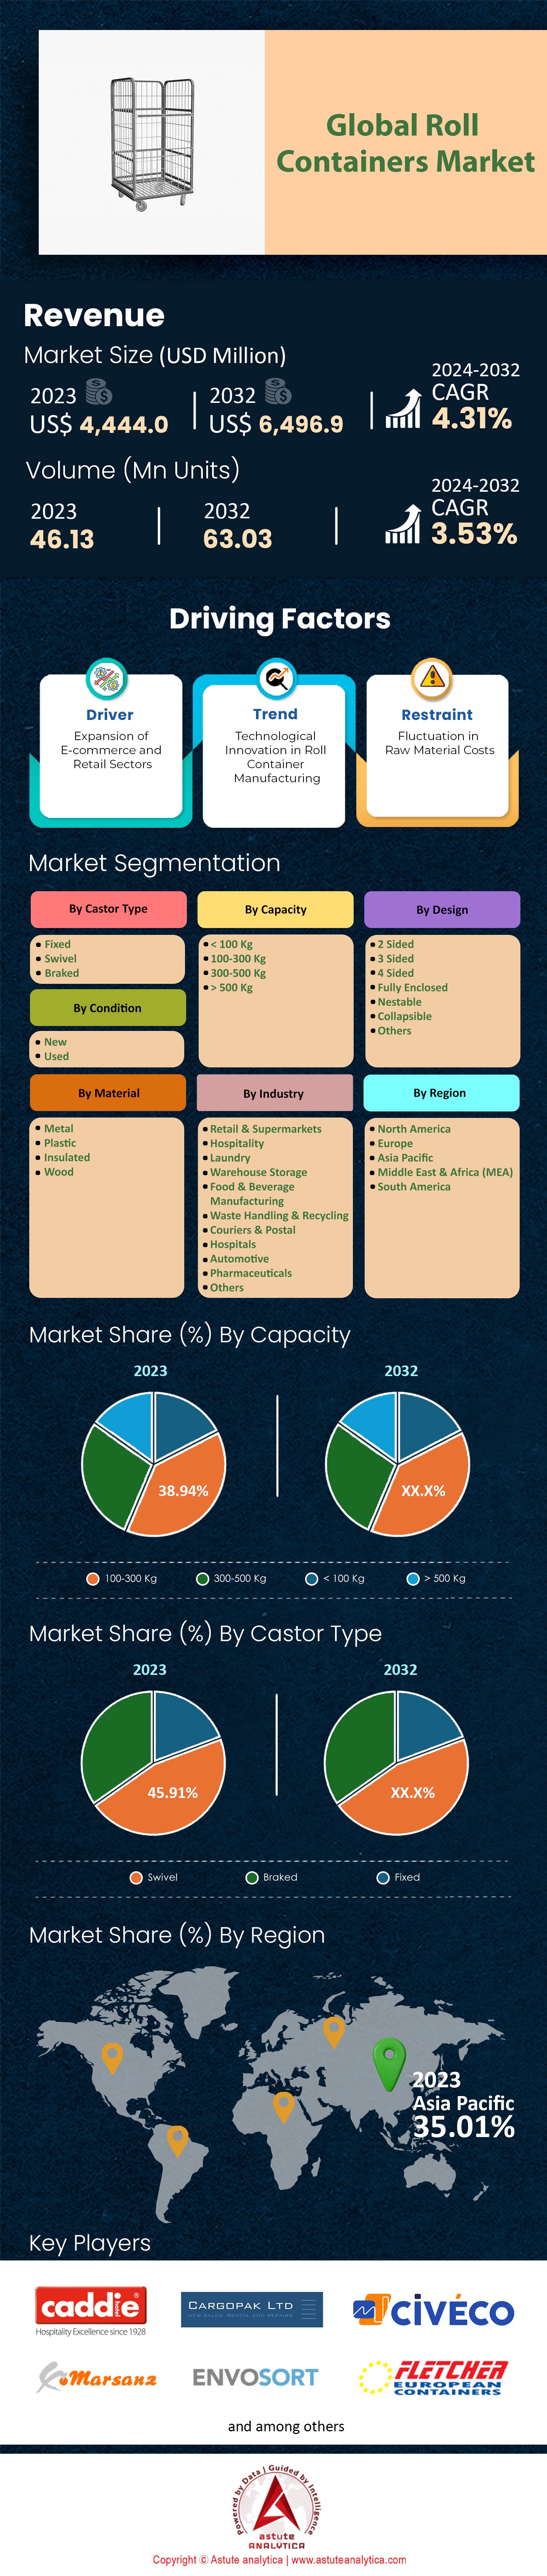 Global Roll
Containers Market
Revenue
Market Size (USD Million)
2023
US$ 4,444.0
2032
US$ 6,496.9
2024-2032
CAGR
4.31%
Volume (Mn Units)
2023
46.13
2032
63.03
2024-2032
CAGR
3.53%
Driving Factors
Driver
Expansion of
E-commerce and
Retail Sectors
Trend
Technological
Innovation in Roll
Container
Manufacturing
Restraint
Fluctuation in
Raw Material Costs
Market Segmentation
By Castor Type
Fixed
Swivel
Braked
By Condition
New
Used
By Capacity
< 100 Kg
100-300 Kg
300-500 Kg
> 500 Kg
By Design
2 Sided
3 Sided
4 Sided
Fully Enclosed
Nestable
Collapsible
Others
By Material
Metal
Plastic
Insulated
Wood
By Industry
Retail & Supermarkets
Hospitality
Laundry
Warehouse Storage
Food & Beverage
Manufacturing
Waste Handling & Recycling
Couriers & Postal
Hospitals
Automotive
Pharmaceuticals
Others
By Region
North America
Europe
Asia Pacific
Middle East & Africa (MEA)
South America
Market Share (%) By Capacity
2023
38.94%
2032
XX.X%
100-300 Kg
300-500 Kg
< 100 Kg
> 500 Kg
Market Share (%) By Castor Type
2023
45.91%
2032
XX.X%
Swivel
Braked
Fixed
Market Share (%) By Region
2023
Asia Pacific
35.01%
Key Players
caddie hotel ®
Hospitality Excellence since 1928
CARGOPAK LTD
NEW SALES, RENTAL AND REPAIRS
CIVÉCO
Marsanz
ENVOSORT
FLETCHER
EUROPEAN
CONTAINERS
and among others
Powered by Data | Guided by Intelligence
astute
ANALYTICA
Copyright © Astute analytica | www.astuteanalytica.com